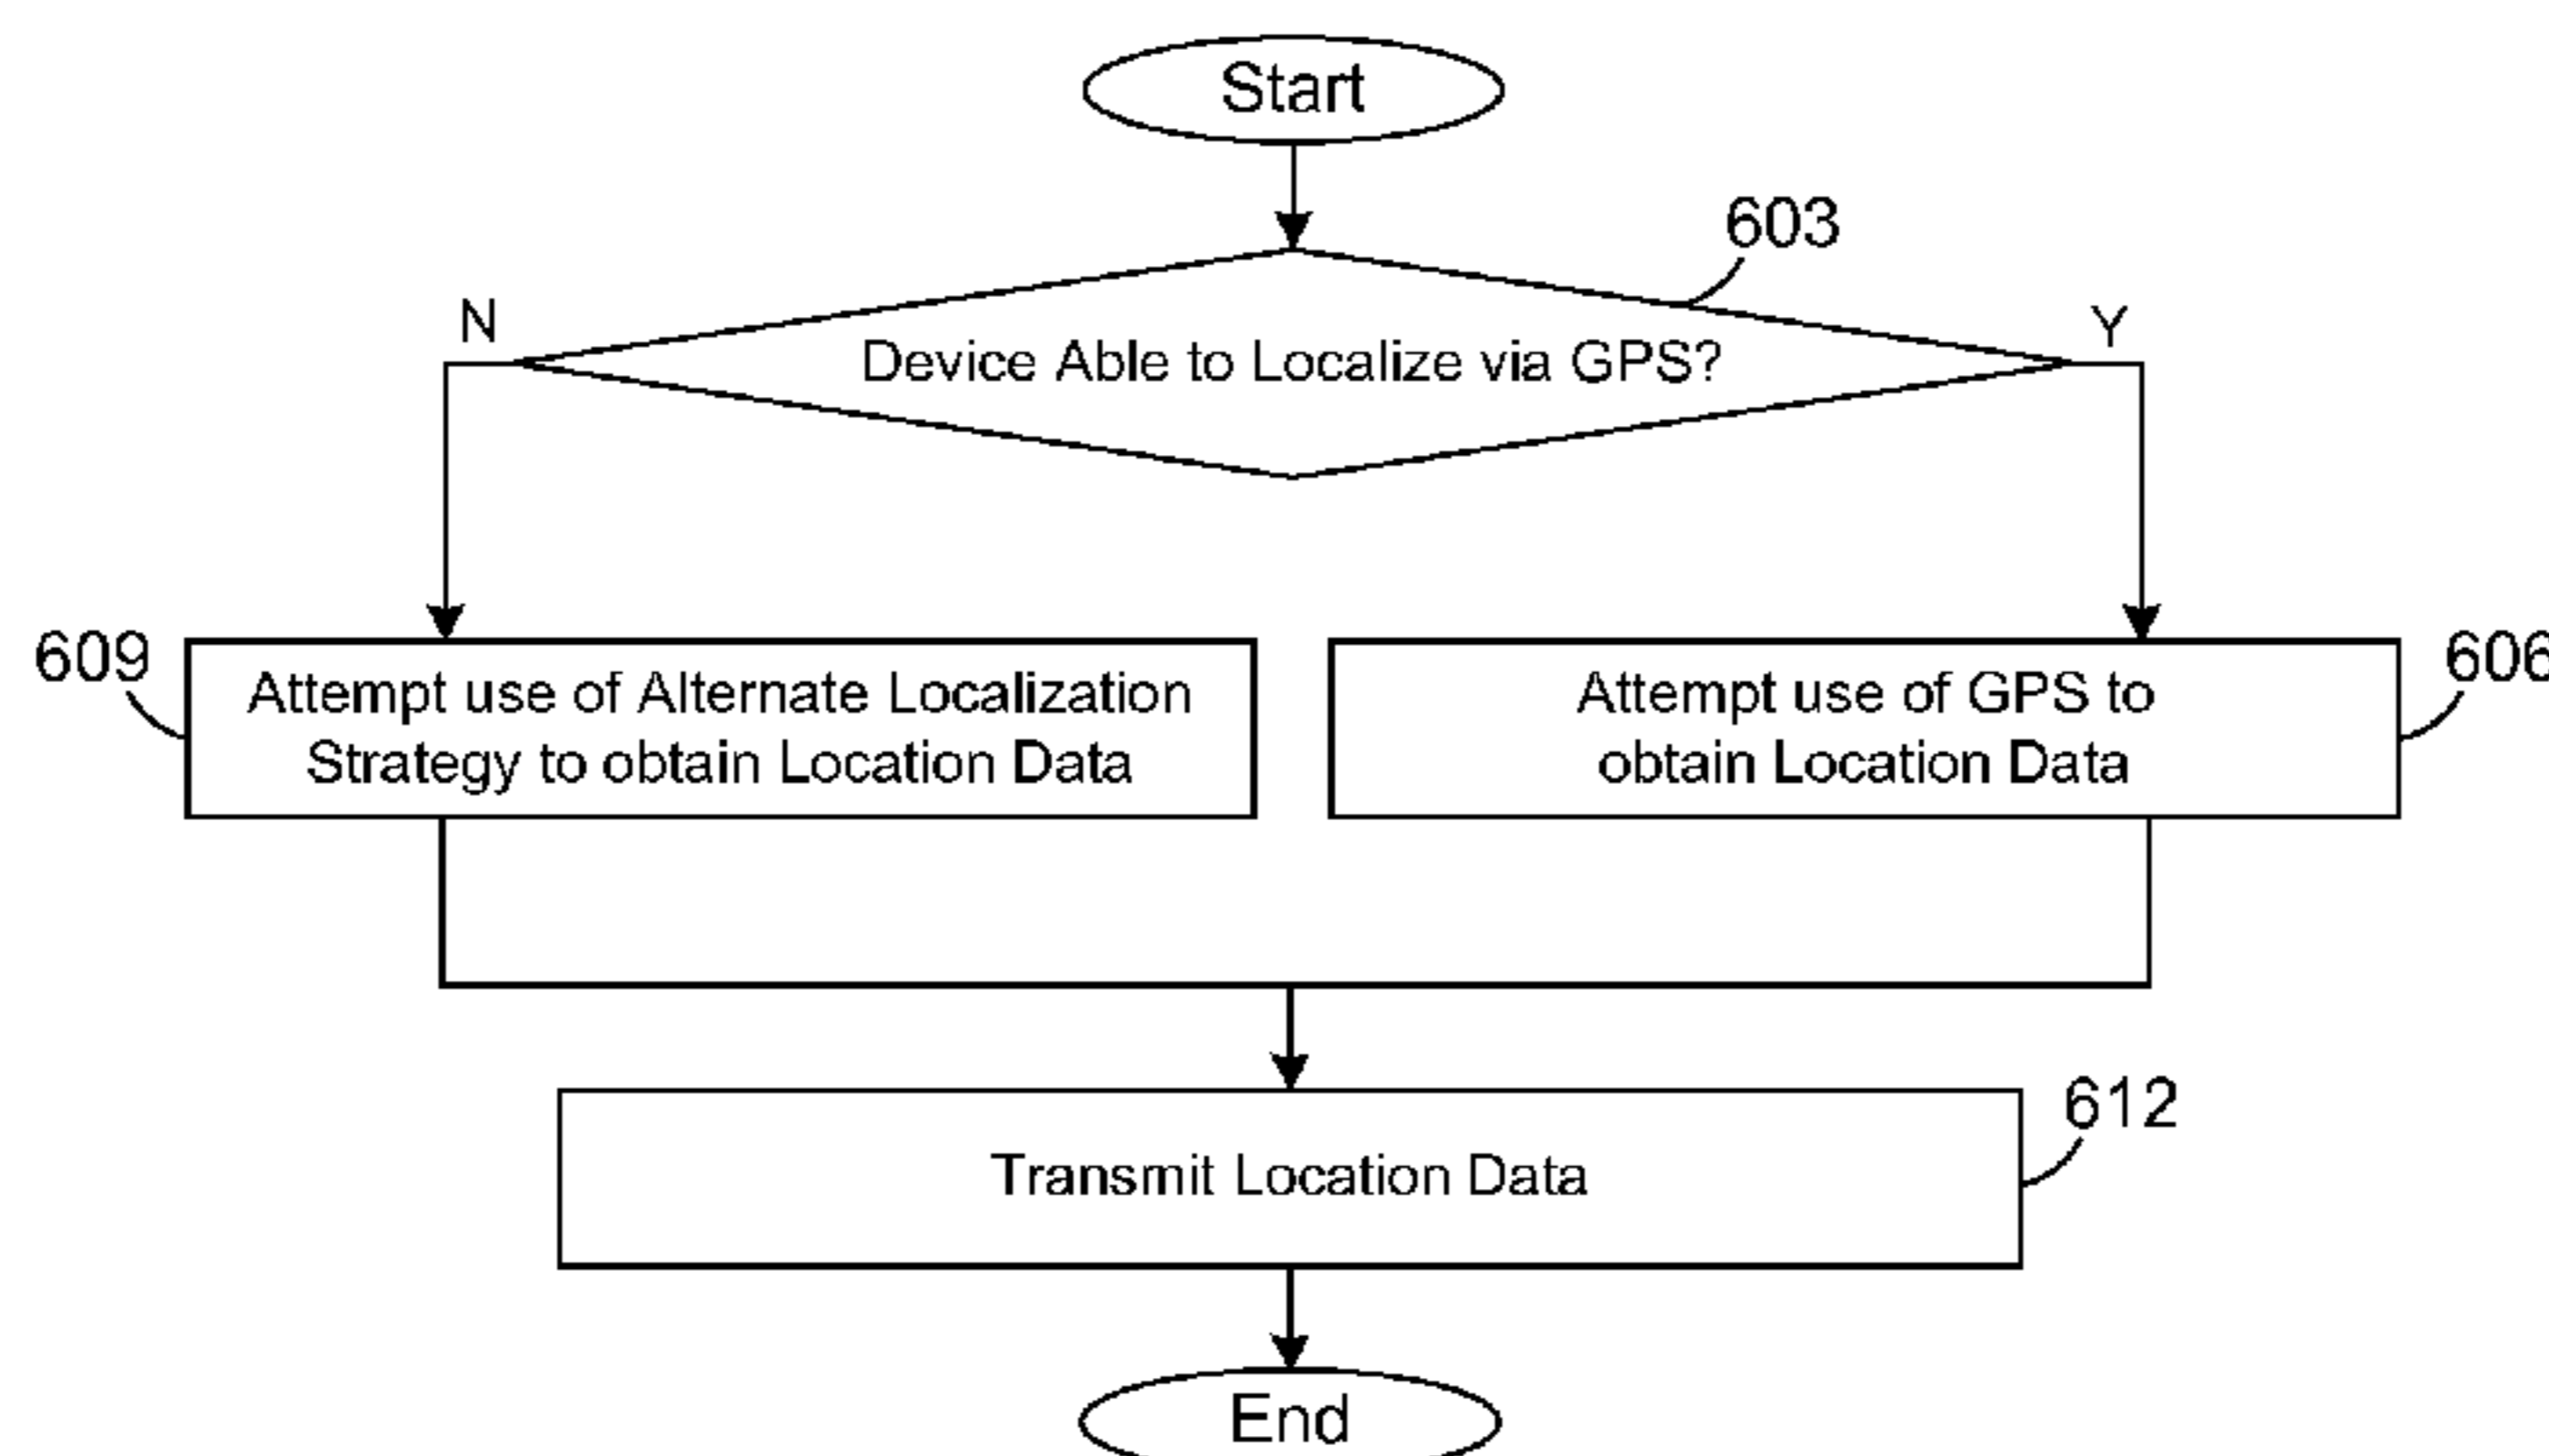 Start
603
N
Y
Device Able to Localize via GPS?
609
Attempt use of Alternate Localization
Strategy to obtain Location Data
Attempt use of GPS to
obtain Location Data
606
612
Transmit Location Data
End